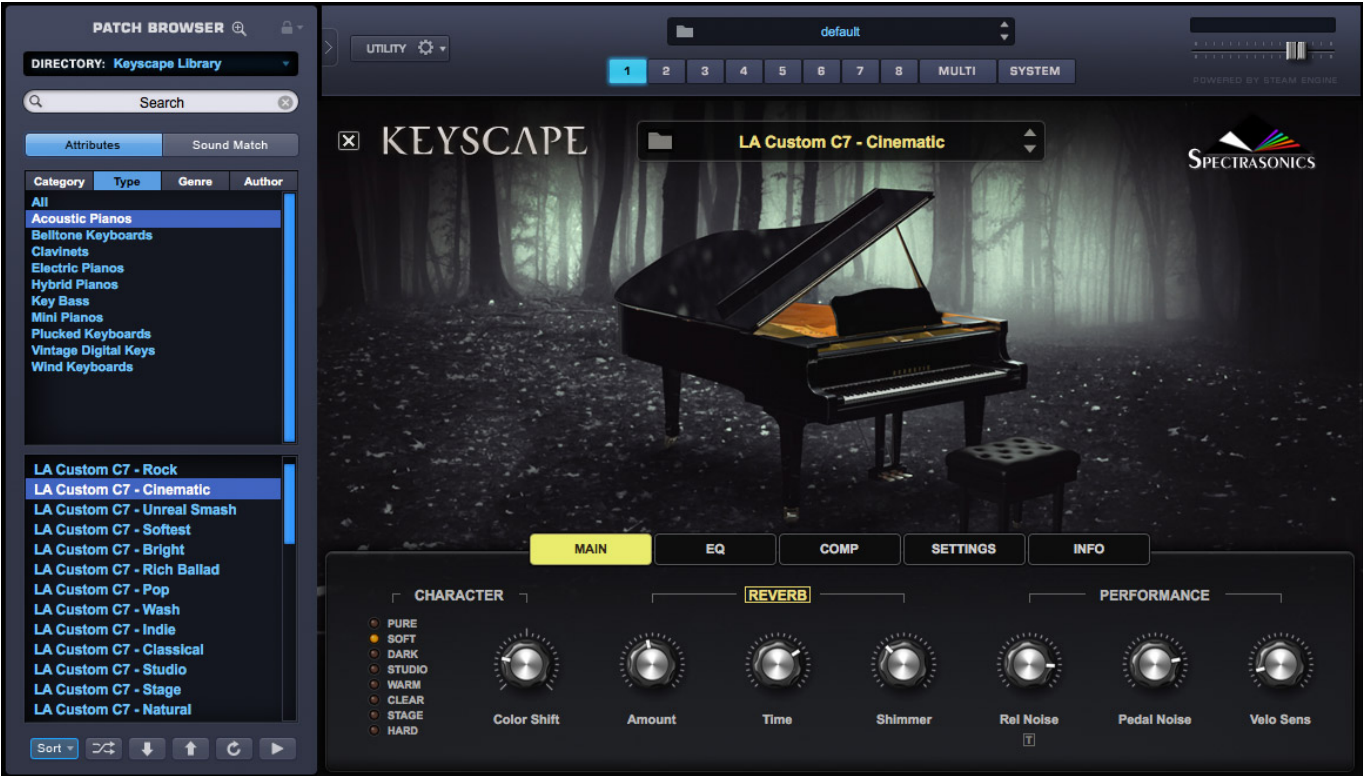 PATCH BROWSER
DIRECTORY: Keyscape Library
Search
Attributes Sound Match
Category Type Genre Author
All
Acoustic Pianos
Belltone Keyboards
Clavinets
Electric Pianos
Hybrid Pianos
Key Bass
Mini Pianos
Plucked Keyboards
Vintage Digital Keys
Wind Keyboards
LA Custom C7 - Rock
LA Custom C7 - Cinematic
LA Custom C7 - Unreal Smash
LA Custom C7 - Softest
LA Custom C7 - Bright
LA Custom C7 - Rich Ballad
LA Custom C7 - Pop
LA Custom C7 - Wash
LA Custom C7 - Indie
LA Custom C7 - Classical
LA Custom C7 - Studio
LA Custom C7 - Stage
LA Custom C7 - Natural
Sort
UTILITY
default
1 2 3 4 5 6 7 8 MULTI SYSTEM
POWERED BY STEAM ENGINE
KEYSCAPE
LA Custom C7 - Cinematic
SPECTRASONICS
MAIN EQ COMP SETTINGS INFO
CHARACTER REVERB PERFORMANCE
PURE
SOFT
DARK
STUDIO
WARM
CLEAR
STAGE
HARD
Color Shift Amount Time Shimmer Rel Noise Pedal Noise Velo Sens
T